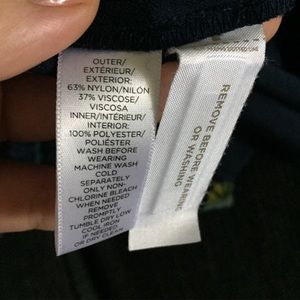 OUTER/
EXTÉRIEUR/
EXTERIOR:
63% NYLON/NILÓN
37% VISCOSE/
VISCOSA
INNER/INTÉRIEUR/
INTERIOR:
100% POLYESTER/
POLIÉSTER
WASH BEFORE
WEARING
MACHINE WASH
COLD
SEPARATELY
ONLY NON-
CHLORINE BLEACH
WHEN NEEDED
REMOVE
PROMPTLY
TUMBLE DRY LOW
COOL IRON
IF NEEDED
OR DRY CLEAN
REMOVE BEFORE WEARING
OR WASHING